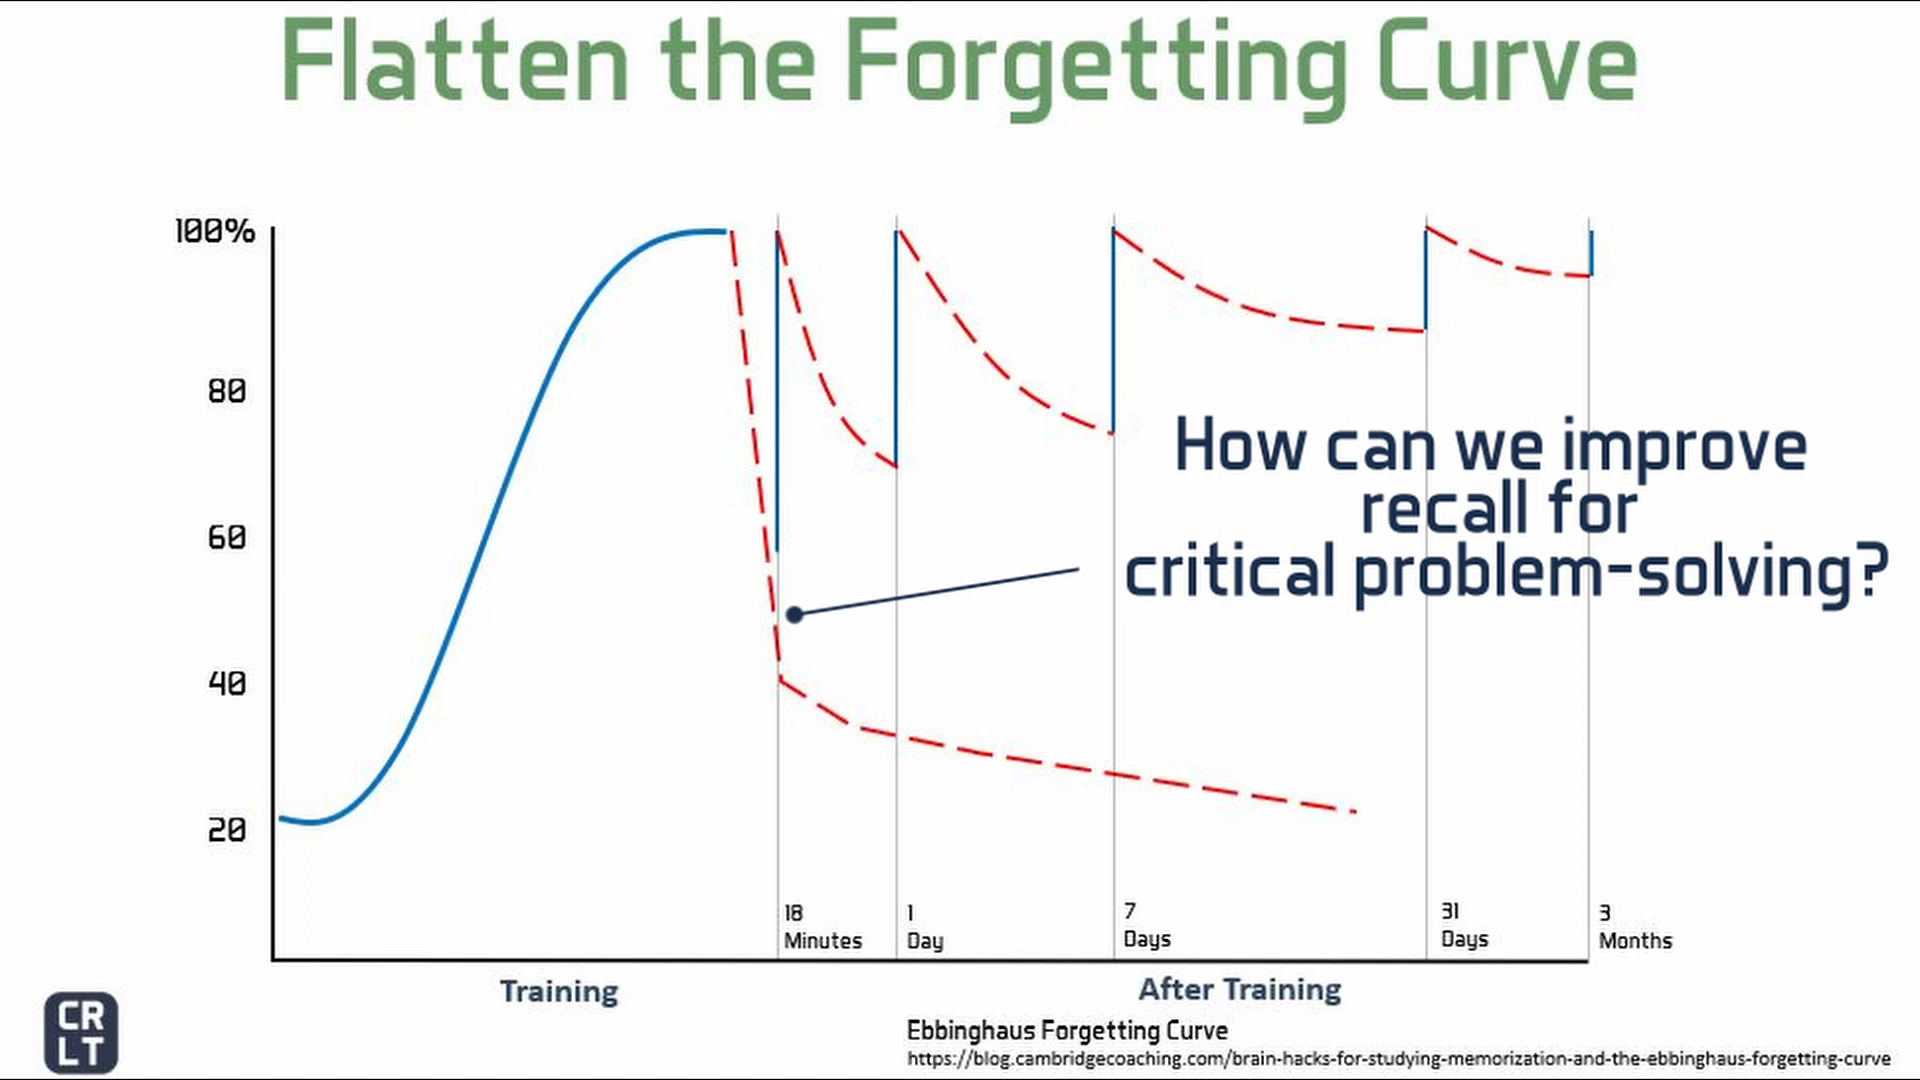 Flatten the Forgetting Curve
100%
80
60
40
20
How can we improve
recall for
critical problem-solving?
18
Minutes
1
Day
7
Days
31
Days
3
Months
Training
After Training
Ebbinghaus Forgetting Curve
https://blog.cambridgecoaching.com/brain-hacks-for-studying-memorization-and-the-ebbinghaus-forgetting-curve
CR
LT